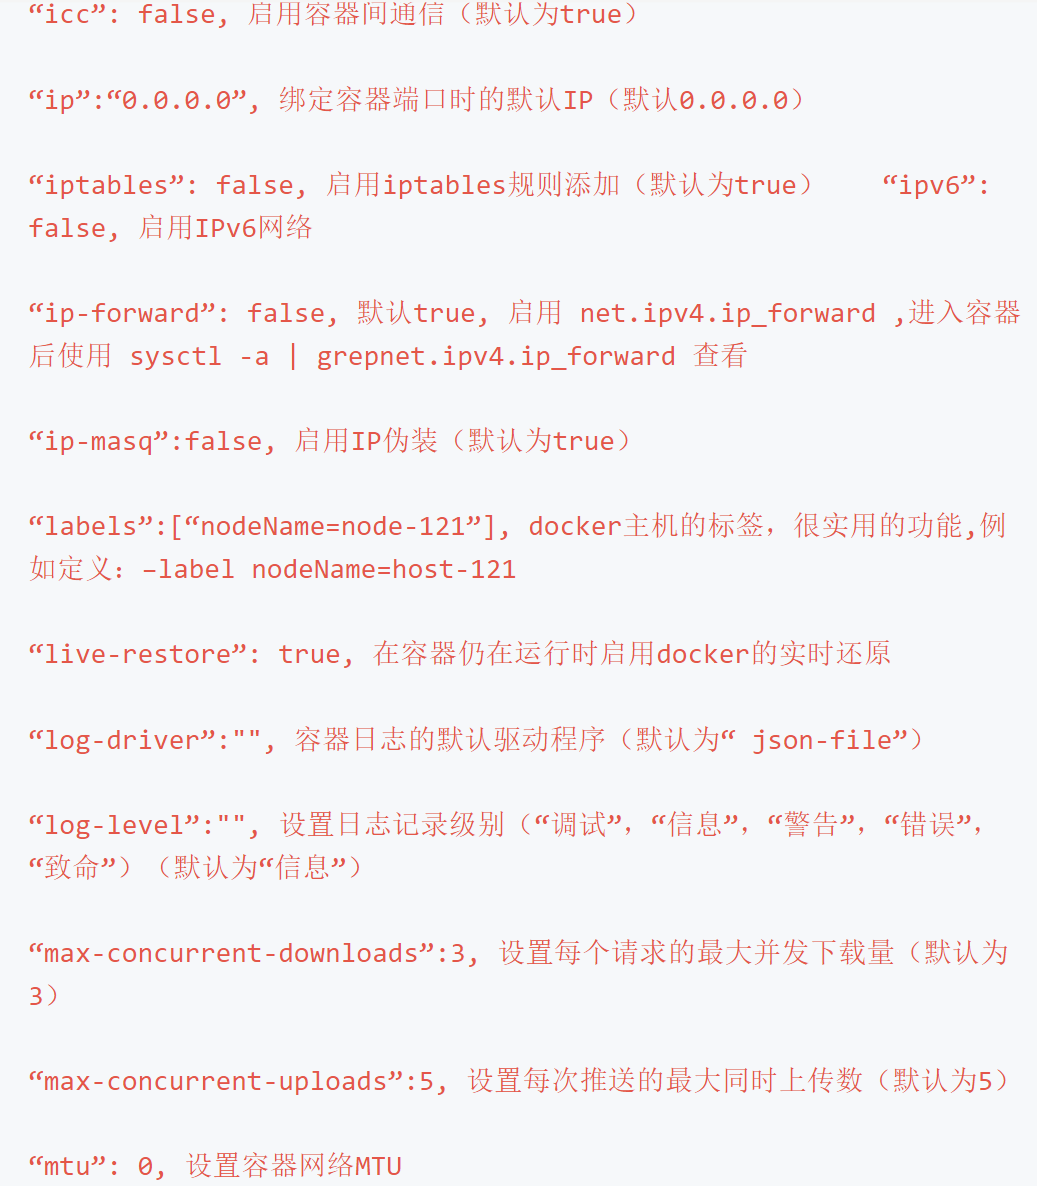 “icc”: false, 启用容器间通信（默认为true）
“ip”:“0.0.0.0”, 绑定容器端口时的默认IP（默认0.0.0.0）
“iptables”: false, 启用iptables规则添加（默认为true） “ipv6”:
false, 启用IPv6网络
“ip-forward”: false, 默认true, 启用 net.ipv4.ip_forward ,进入容器
后使用 sysctl -a | grepnet.ipv4.ip_forward 查看
“ip-masq”:false, 启用IP伪装（默认为true）
“labels”:[“nodeName=node-121”], docker主机的标签，很实用的功能,例
如定义：–label nodeName=host-121
“live-restore”: true, 在容器仍在运行时启用docker的实时还原
“log-driver”:"", 容器日志的默认驱动程序（默认为“ json-file”）
“log-level”:"", 设置日志记录级别（“调试”，“信息”，“警告”，“错误”，
“致命”）（默认为“信息”）
“max-concurrent-downloads”:3, 设置每个请求的最大并发下载量（默认为
3）
“max-concurrent-uploads”:5, 设置每次推送的最大同时上传数（默认为5）
“mtu”: 0, 设置容器网络MTU